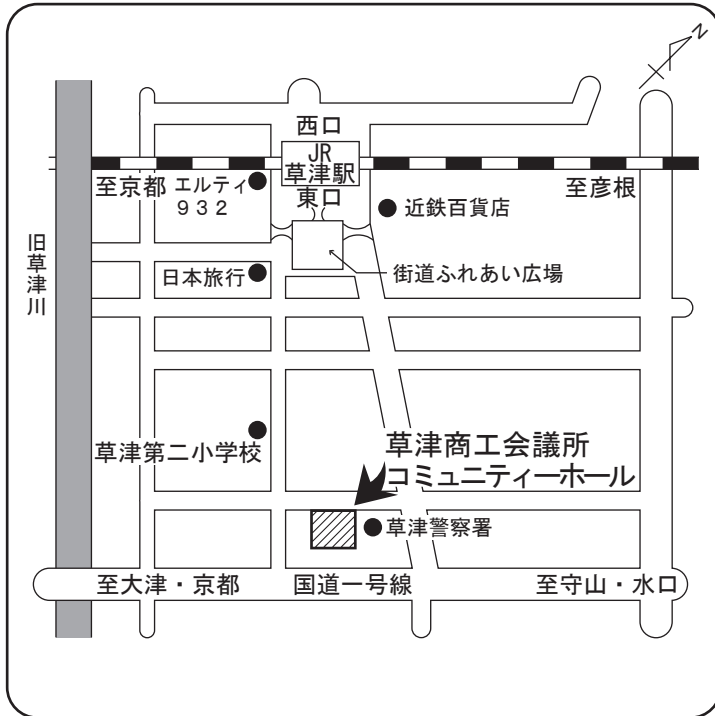 N
西口
JR
草津駅
東口
至京都
エルティ
９３２
近鉄百貨店
至彦根
旧草津川
日本旅行
街道ふれあい広場
草津第二小学校
草津商工会議所
コミュニティーホール
草津警察署
至大津・京都
国道一号線
至守山・水口